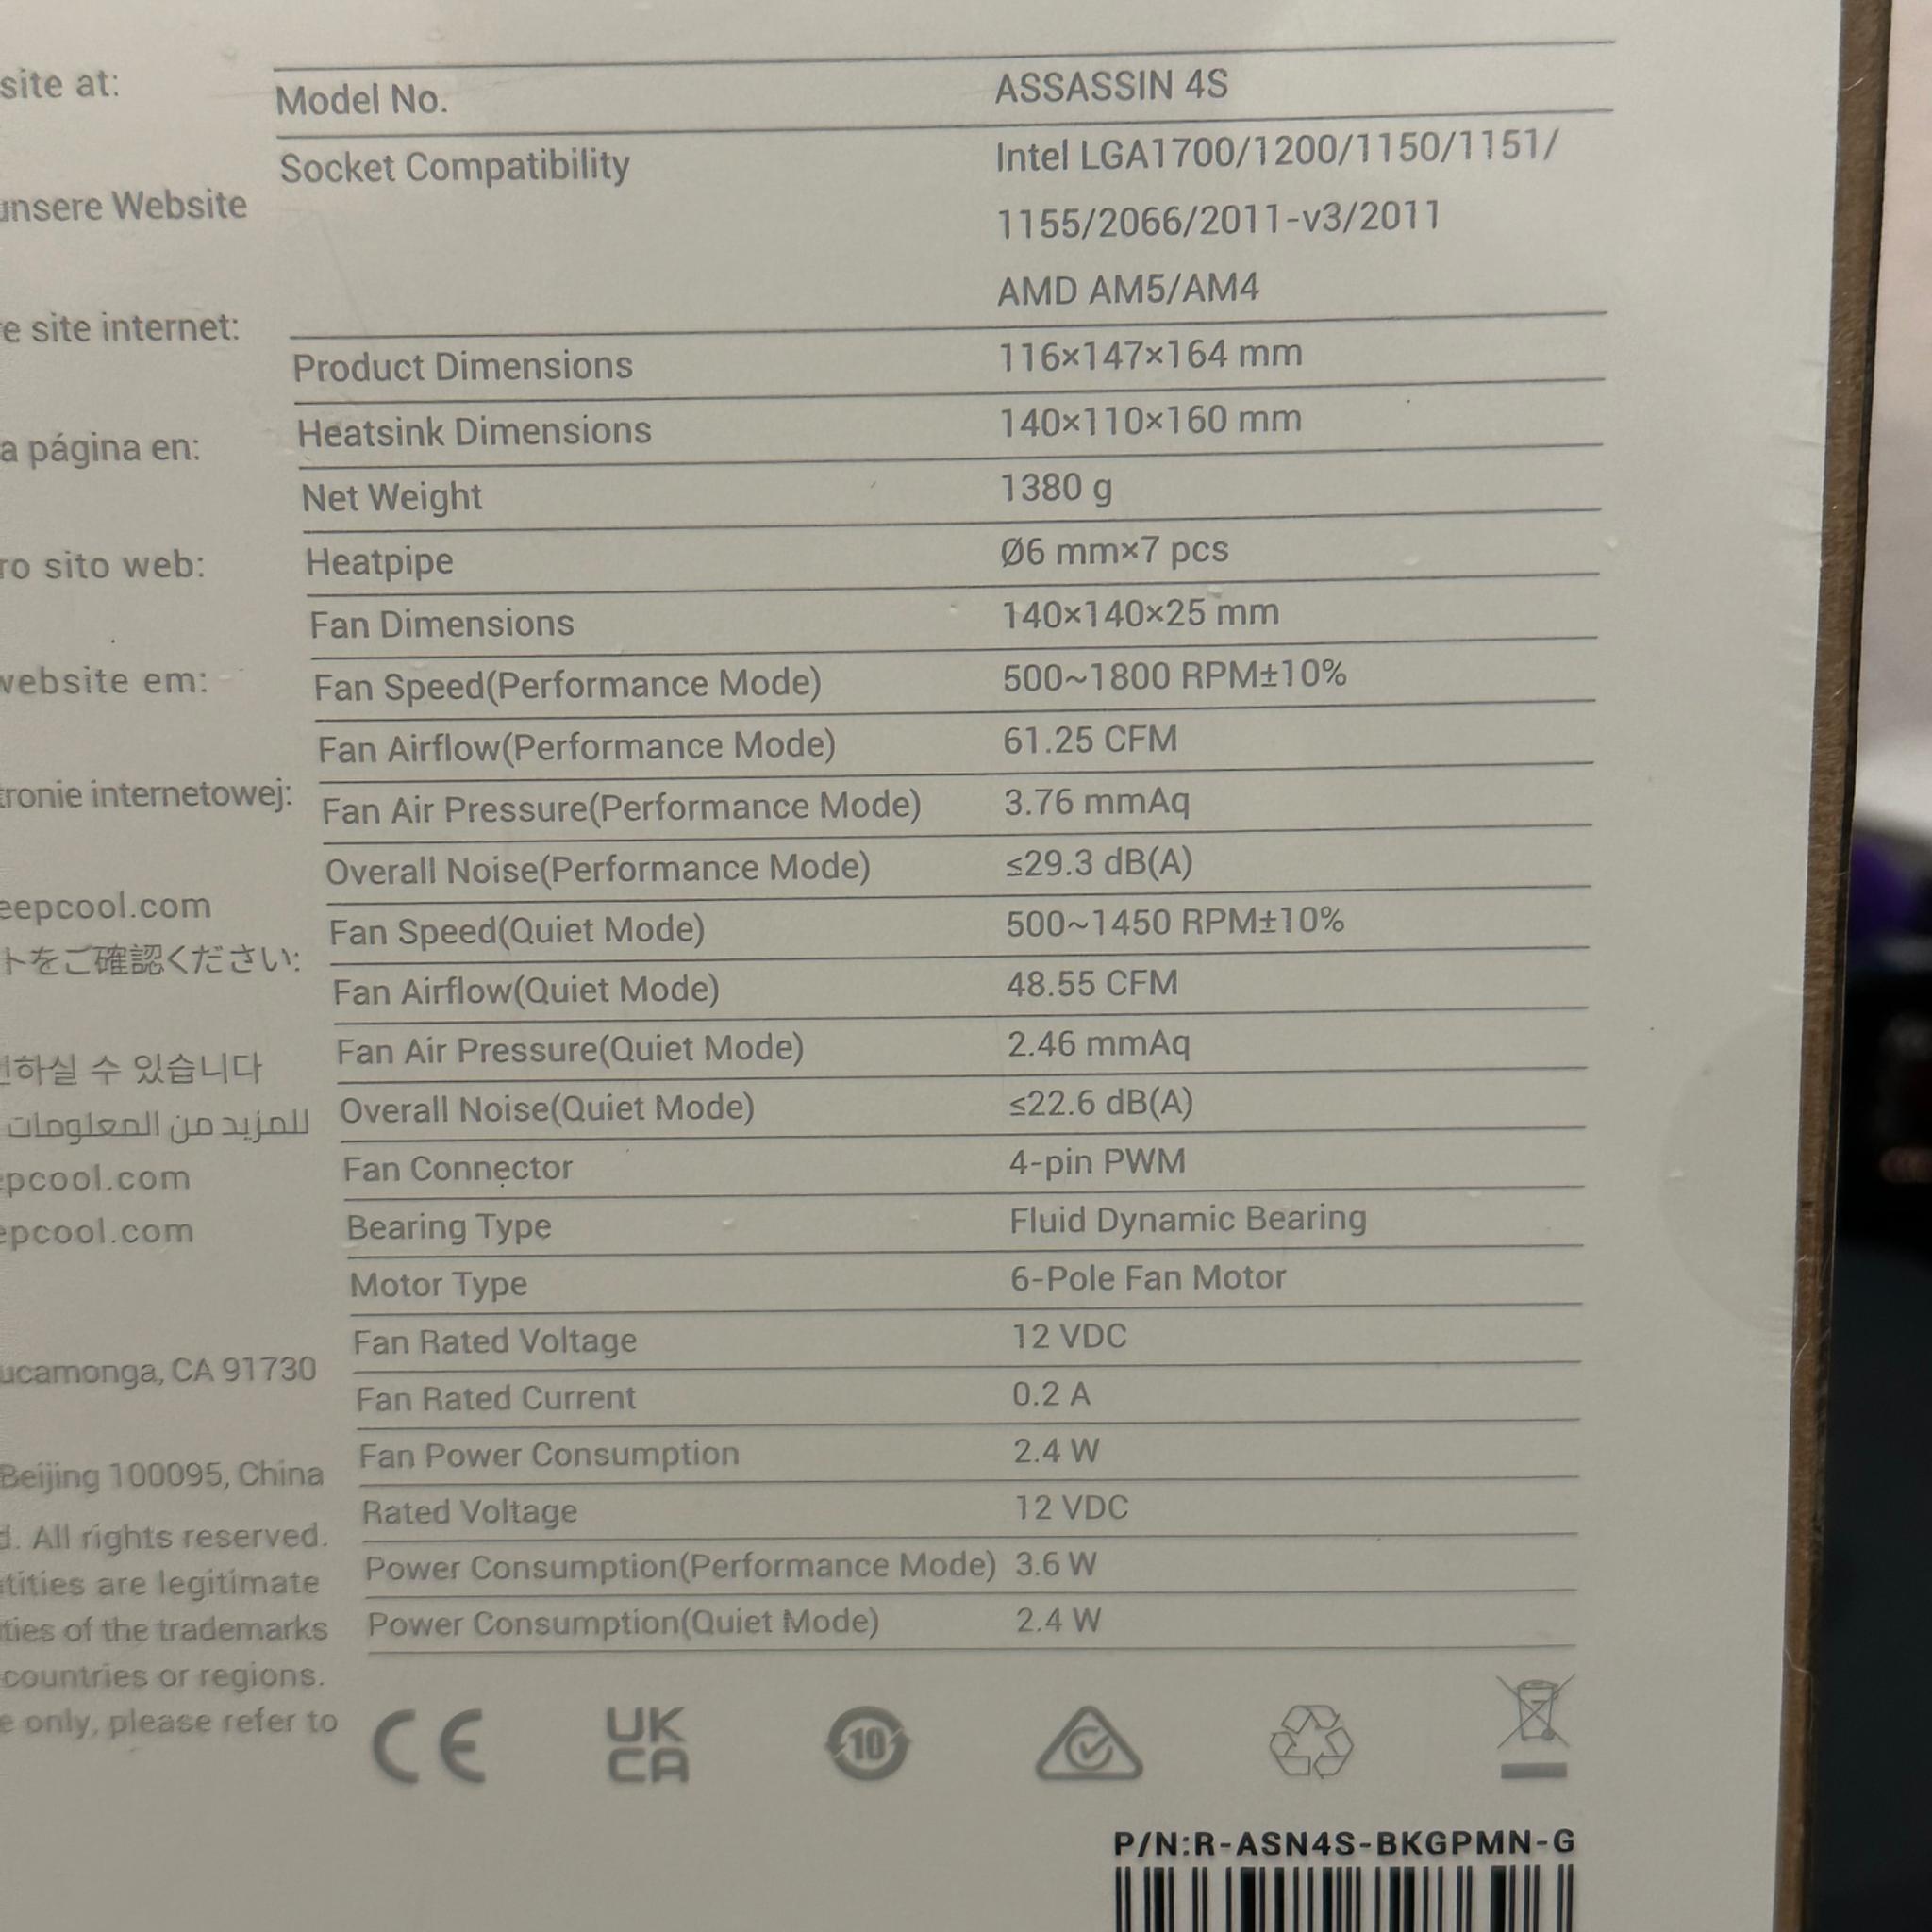 site at:
unsere Website
e site internet:
a página en:
ro sito web:
website em:
tronie internetowej:
eepcool.com
トをご確認ください:
인하실 수 있습니다
للمزيد من المعلومات
epcool.com
epcool.com
ucamonga, CA 91730
Beijing 100095, China
d. All rights reserved.
tities are legitimate
ties of the trademarks
countries or regions.
e only, please refer to
Model No. ASSASSIN 4S
Socket Compatibility Intel LGA1700/1200/1150/1151/
1155/2066/2011-v3/2011
AMD AM5/AM4
Product Dimensions 116×147×164 mm
Heatsink Dimensions 140×110×160 mm
Net Weight 1380 g
Heatpipe Ø6 mm×7 pcs
Fan Dimensions 140×140×25 mm
Fan Speed(Performance Mode) 500~1800 RPM±10%
Fan Airflow(Performance Mode) 61.25 CFM
Fan Air Pressure(Performance Mode) 3.76 mmAq
Overall Noise(Performance Mode) ≤29.3 dB(A)
Fan Speed(Quiet Mode) 500~1450 RPM±10%
Fan Airflow(Quiet Mode) 48.55 CFM
Fan Air Pressure(Quiet Mode) 2.46 mmAq
Overall Noise(Quiet Mode) ≤22.6 dB(A)
Fan Connector 4-pin PWM
Bearing Type Fluid Dynamic Bearing
Motor Type 6-Pole Fan Motor
Fan Rated Voltage 12 VDC
Fan Rated Current 0.2 A
Fan Power Consumption 2.4 W
Rated Voltage 12 VDC
Power Consumption(Performance Mode) 3.6 W
Power Consumption(Quiet Mode) 2.4 W
CE UK CA 10
P/N:R-ASN4S-BKGPMN-G